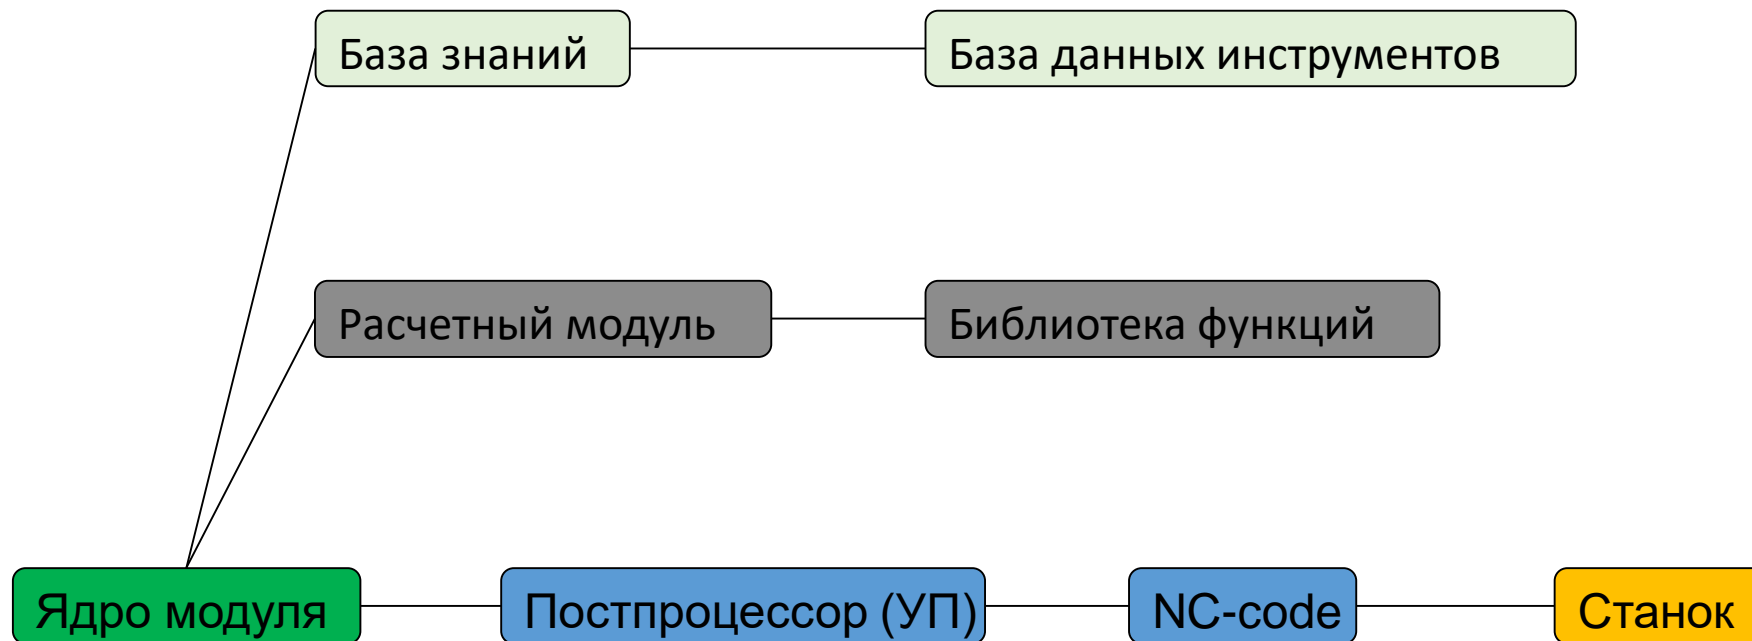 База знаний
База данных инструментов
Расчетный модуль
Библиотека функций
Ядро модуля
Постпроцессор (УП)
NC-code
Станок